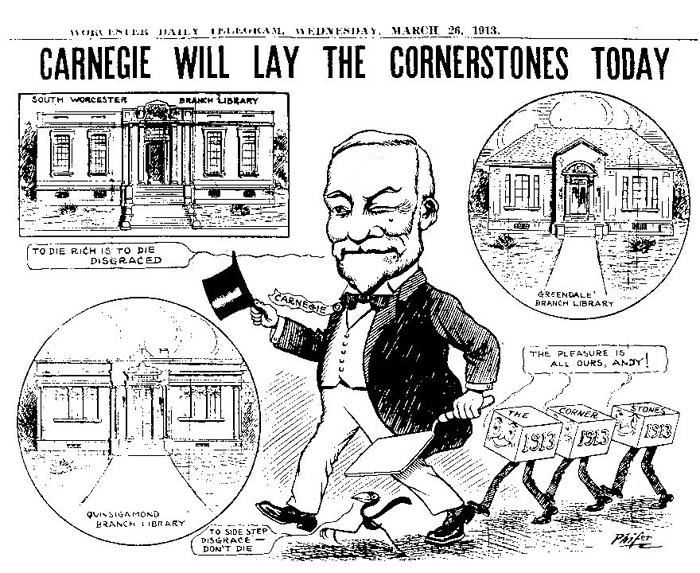 WORCESTER DAILY TELEGRAM, WEDNESDAY, MARCH 26, 1913.
CARNEGIE WILL LAY THE CORNERSTONES TODAY
SOUTH WORCESTER BRANCH LIBRARY
TO DIE RICH IS TO DIE
DISGRACED
CARNEGIE
GREENDALE
BRANCH LIBRARY
THE PLEASURE IS
ALL OURS, ANDY!
THE CORNER STONES
1913 1913 1913
QUINSIGAMOND
BRANCH LIBRARY
TO SIDE STEP
DISGRACE —
DON'T DIE
Phifer